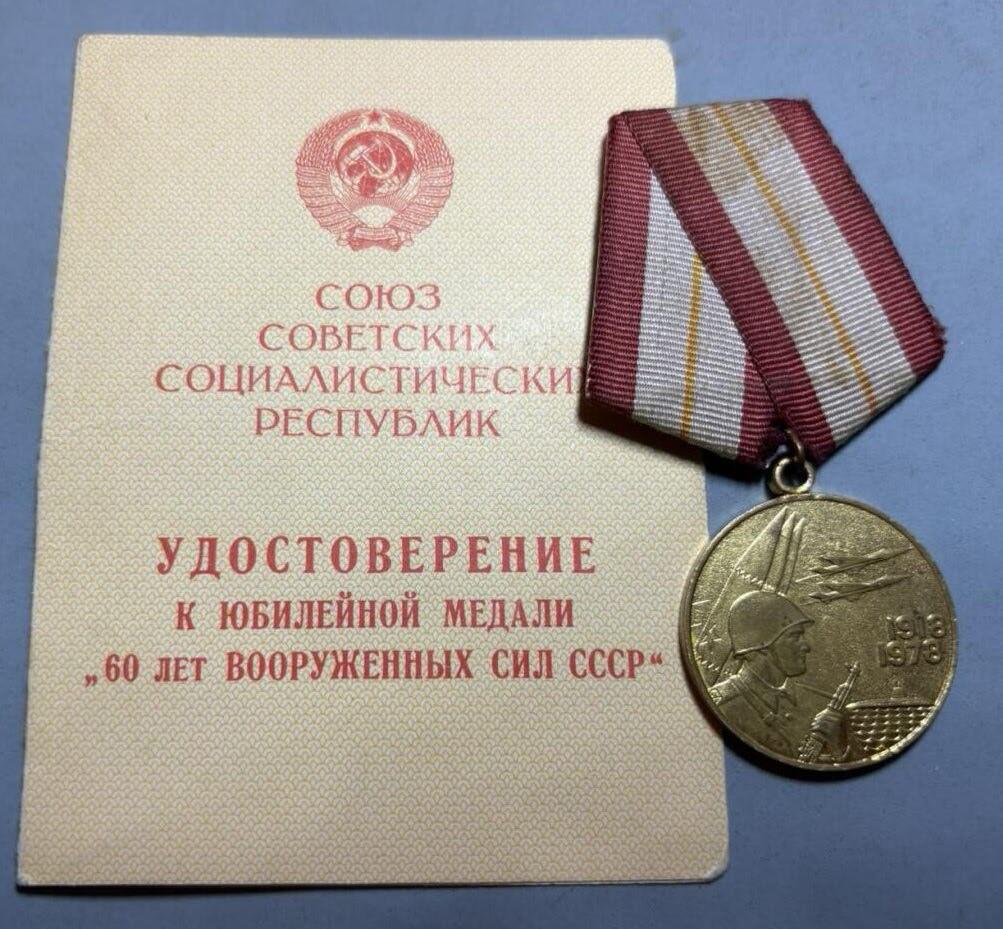 СОЮЗ
СОВЕТСКИХ
СОЦИАЛИСТИЧЕСКИХ
РЕСПУБЛИК
УДОСТОВЕРЕНИЕ
К ЮБИЛЕЙНОЙ МЕДАЛИ
„60 ЛЕТ ВООРУЖЕННЫХ СИЛ СССР“
1918
1978